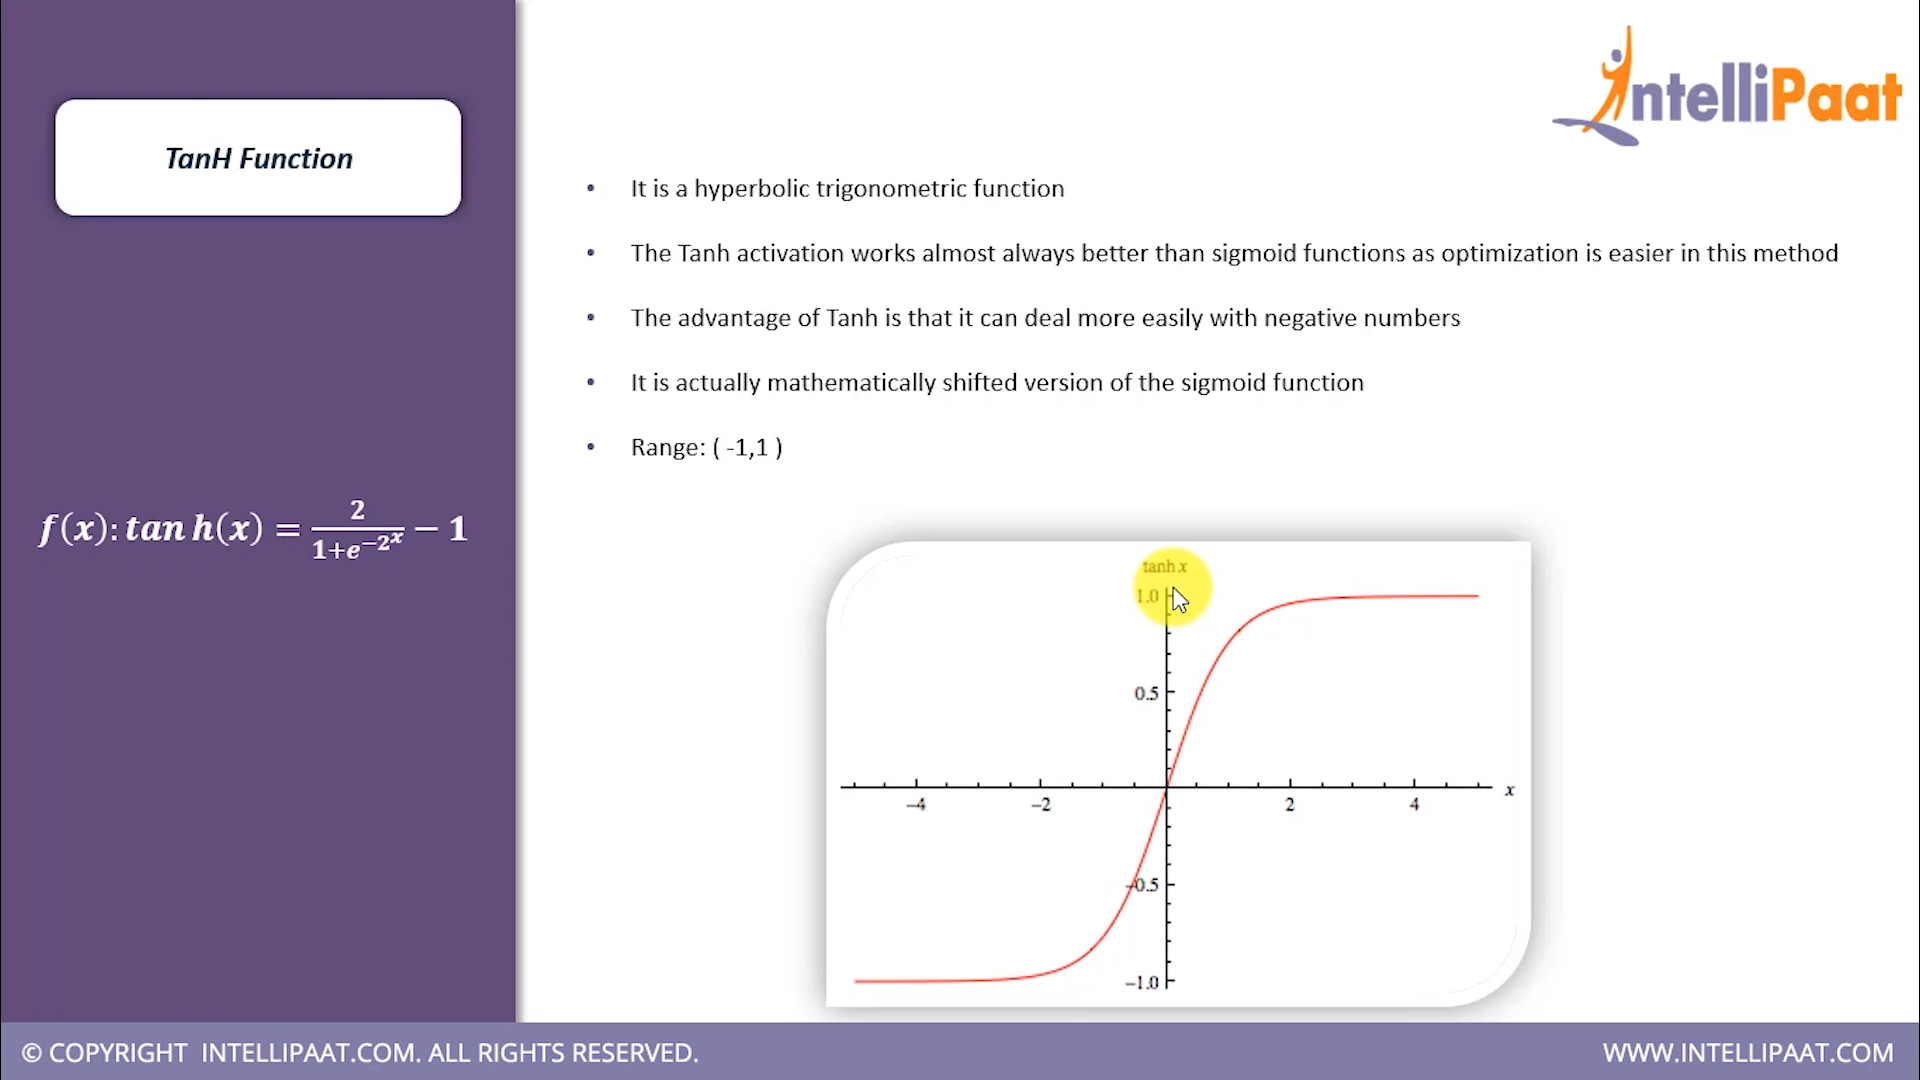 IntelliPaat
TanH Function
• It is a hyperbolic trigonometric function
• The Tanh activation works almost always better than sigmoid functions as optimization is easier in this method
• The advantage of Tanh is that it can deal more easily with negative numbers
• It is actually mathematically shifted version of the sigmoid function
• Range: ( -1,1 )
f(x): tan h(x) = 2/(1+e^−2^x) − 1
tanh x
1.0
0.5
−4 −2 2 4 x
−0.5
−1.0
© COPYRIGHT INTELLIPAAT.COM. ALL RIGHTS RESERVED.
WWW.INTELLIPAAT.COM